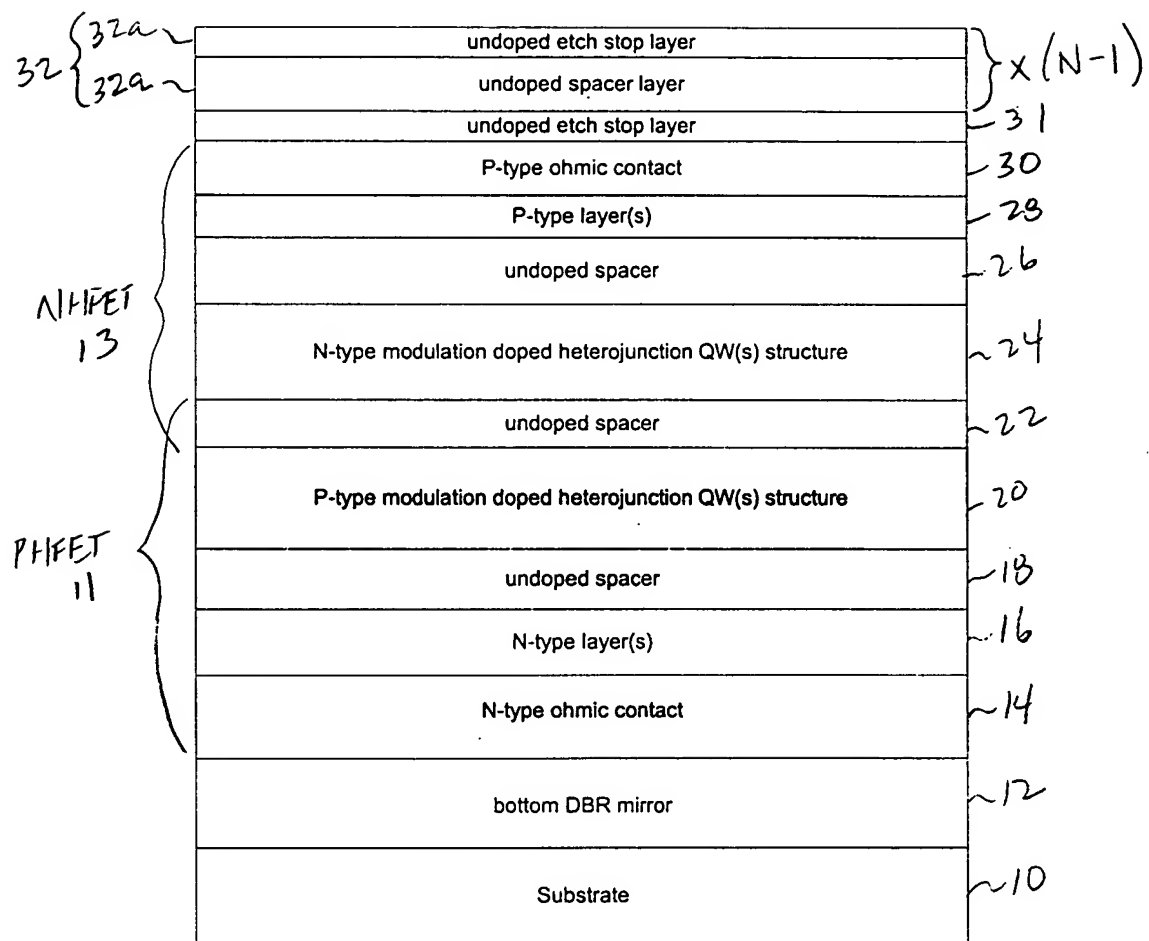 32 { 32a undoped etch stop layer } x (N-1)
32a undoped spacer layer
undoped etch stop layer 31
P-type ohmic contact 30
P-type layer(s) 28
undoped spacer 26
NHFET 13
N-type modulation doped heterojunction QW(s) structure 24
undoped spacer 22
P-type modulation doped heterojunction QW(s) structure 20
PHFET 11
undoped spacer 18
N-type layer(s) 16
N-type ohmic contact 14
bottom DBR mirror 12
Substrate 10